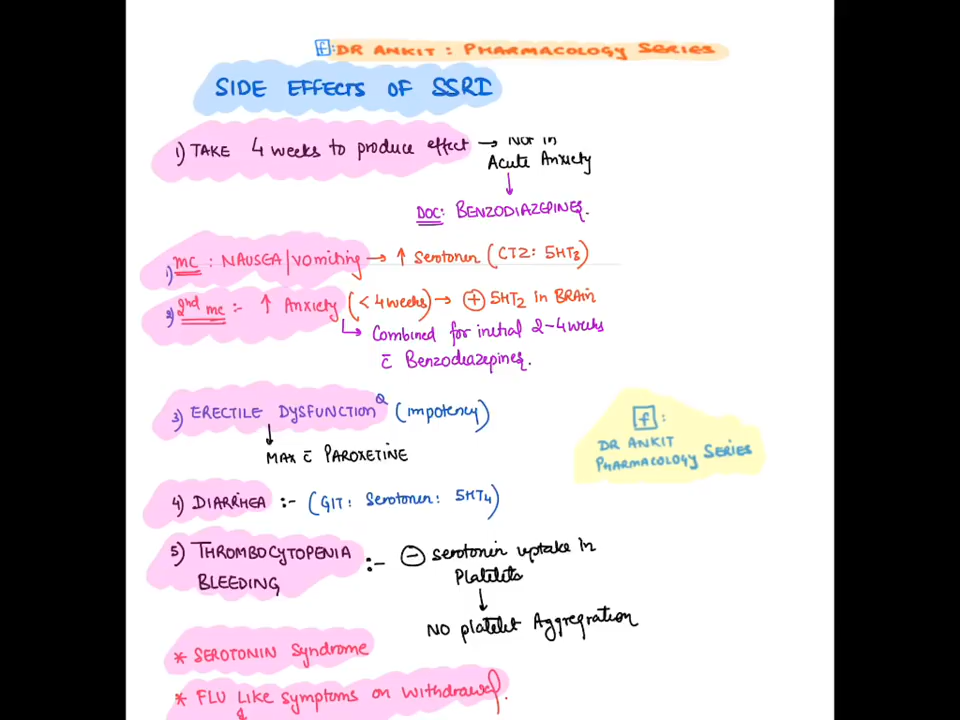 f: DR ANKIT : PHARMACOLOGY SERIES
SIDE EFFECTS OF SSRI
1) TAKE 4 weeks to produce effect → Not in
Acute Anxiety
↓
DOC: BENZODIAZEPINES.
1) mc : NAUSEA/vomiting → ↑ Serotonin (CTZ: 5HT3)
2) 2nd mc :- ↑ Anxiety (< 4 weeks) → ⊕ 5HT2 in BRAIN
↳ Combined for initial 2-4 weeks
c̄ Benzodiazepines.
3) ERECTILE DYSFUNCTION Q (impotency)
↓
MAX c̄ PAROXETINE
f :
DR ANKIT
PHARMACOLOGY SERIES
4) DIARRHEA :- (GIT: Serotonin: 5HT4)
5) THROMBOCYTOPENIA
BLEEDING :- ⊖ serotonin uptake in
Platelets
↓
NO platelet Aggregration
* SEROTONIN Syndrome
* FLU Like symptoms on withdrawal.